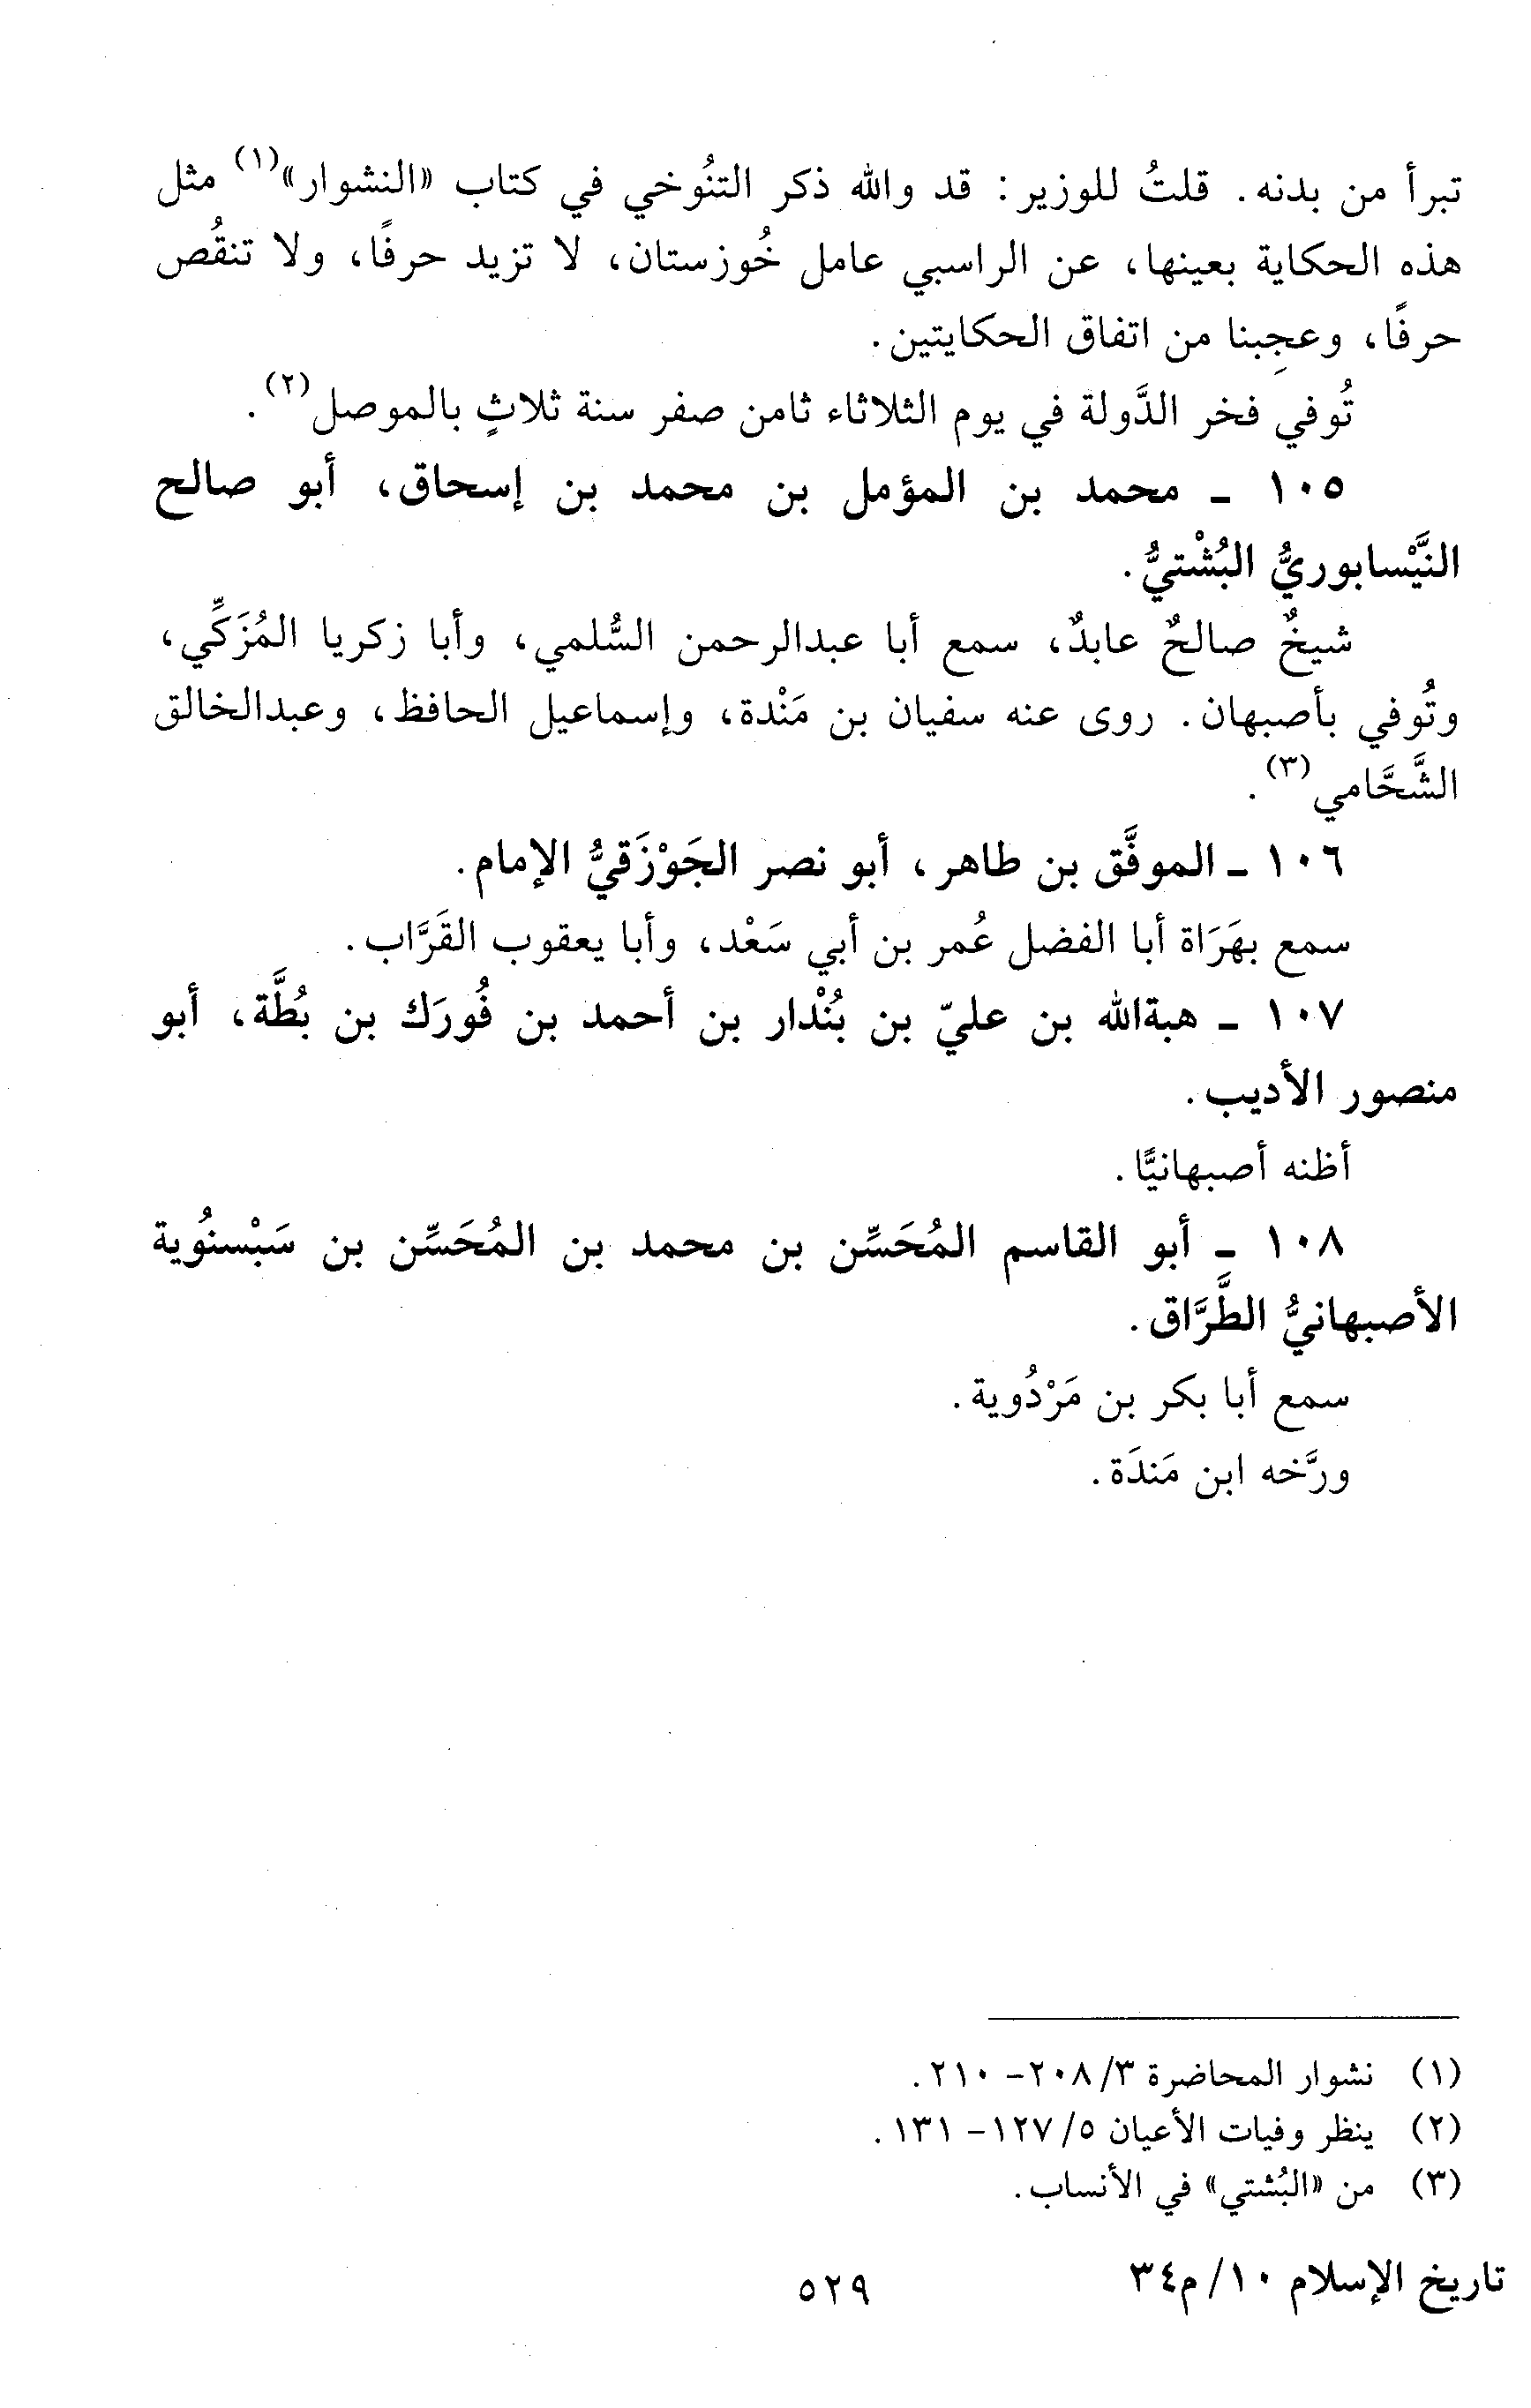 تبرأ من بدنه. قلتُ للوزير: قد والله ذكر التنُوخي في كتاب «النشوار»(١) مثل
هذه الحكاية بعينها، عن الراسبي عامل خُوزستان، لا تزيد حرفًا، ولا تنقُص
حرفًا، وعجِبنا من اتفاق الحكايتين.
تُوفي فخر الدَّولة في يوم الثلاثاء ثامن صفر سنة ثلاثٍ بالموصل(٢).
١٠٥ ـ محمد بن المؤمل بن محمد بن إسحاق، أبو صالح
النَّيْسابوريُّ البُشْتيُّ.
شيخٌ صالحٌ عابدٌ، سمع أبا عبدالرحمن السُّلمي، وأبا زكريا المُزَكِّي،
وتُوفي بأصبهان. روى عنه سفيان بن مَنْدة، وإسماعيل الحافظ، وعبدالخالق
الشَّحَّامي(٣).
١٠٦ ـ الموفَّق بن طاهر، أبو نصر الجَوْزَقيُّ الإمام.
سمع بهَرَاة أبا الفضل عُمر بن أبي سَعْد، وأبا يعقوب القَرَّاب.
١٠٧ ـ هبةالله بن عليّ بن بُنْدار بن أحمد بن فُورَك بن بُطَّة، أبو
منصور الأديب.
أظنه أصبهانيًّا.
١٠٨ ـ أبو القاسم المُحَسِّن بن محمد بن المُحَسِّن بن سَبْسنُوية
الأصبهانيُّ الطَّرَّاق.
سمع أبا بكر بن مَرْدُوية.
ورَّخه ابن مَندَة.
(١) نشوار المحاضرة ٣/ ٢٠٨- ٢١٠.
(٢) ينظر وفيات الأعيان ٥/ ١٢٧- ١٣١.
(٣) من «البُشتي» في الأنساب.
تاريخ الإسلام ١٠/ م٣٤
٥٢٩